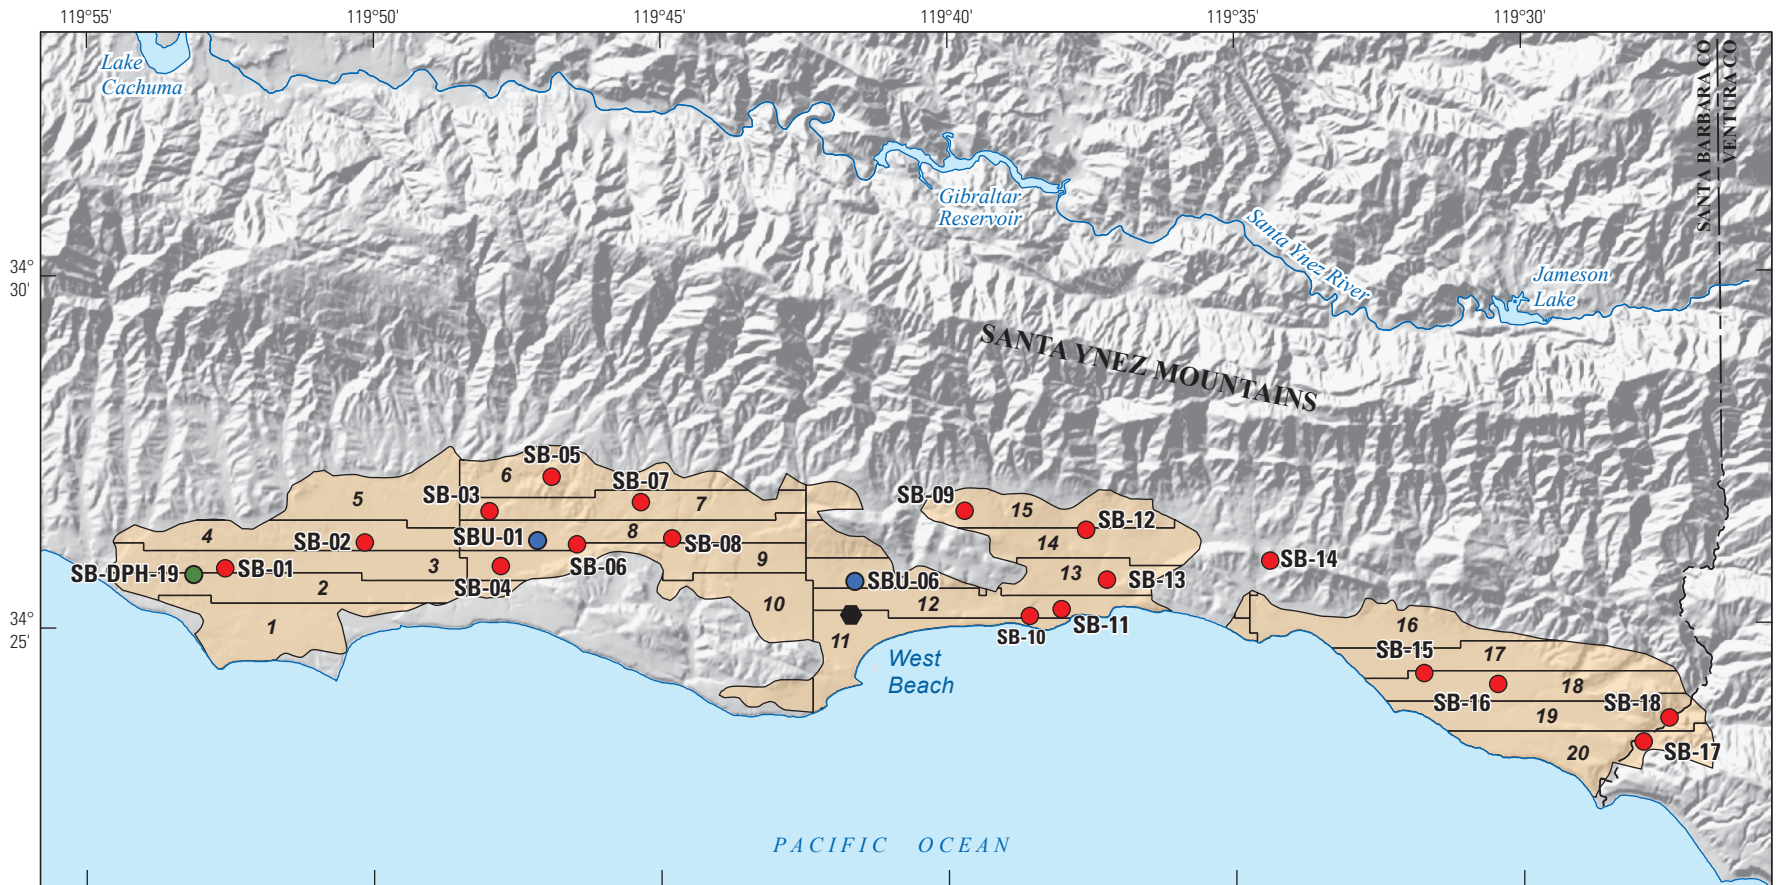 119°55'
119°50'
119°45'
119°40'
119°35'
119°30'
Lake
Cachuma
SANTA BARBARA CO
VENTURA CO
Gibraltar
Reservoir
Santa Ynez River
34°
30'
Jameson
Lake
SANTA YNEZ MOUNTAINS
SB-05
6
SB-07
5
SB-03
7
SB-09
15
SB-12
4
SB-02
SBU-01
8
SB-08
14
SB-DPH-19
SB-01
3
SB-04
SB-06
9
SBU-06
13
SB-13
SB-14
2
10
12
34°
25'
1
11
SB-10
SB-11
16
West
Beach
SB-15
17
18
SB-16
SB-18
19
20
SB-17
PACIFIC OCEAN